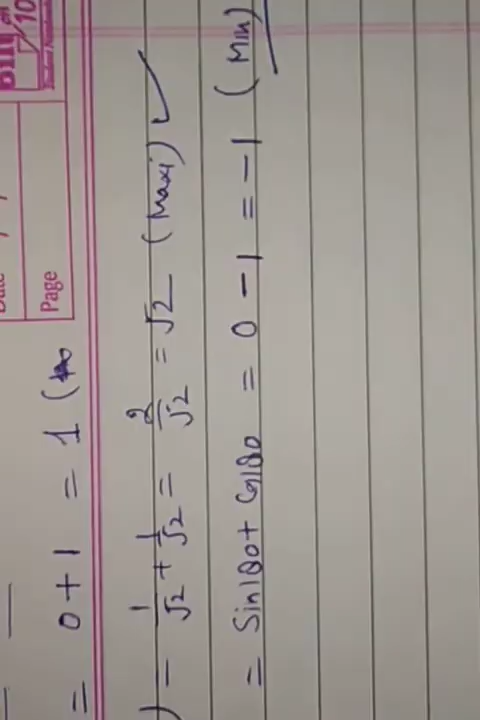 Page
= 0 + 1 = 1 (
) = 1/√2 + 1/√2 = 2/√2 = √2 (Maxi) ✓
= Sin180 + Cos180 = 0 - 1 = -1 (Min)